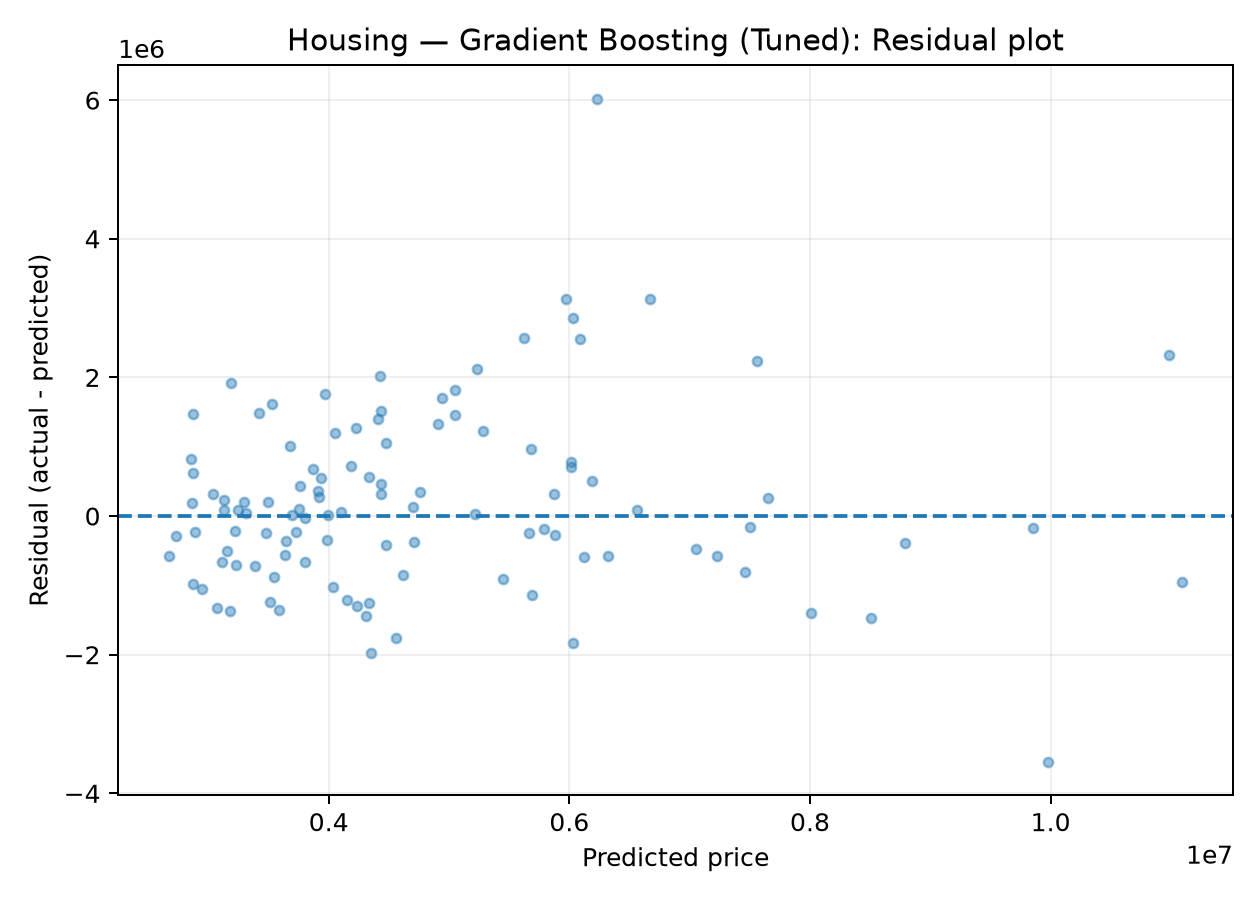 Housing — Gradient Boosting (Tuned): Residual plot
1e6
6
4
2
0
−2
−4
Residual (actual - predicted)
0.4 0.6 0.8 1.0
1e7
Predicted price